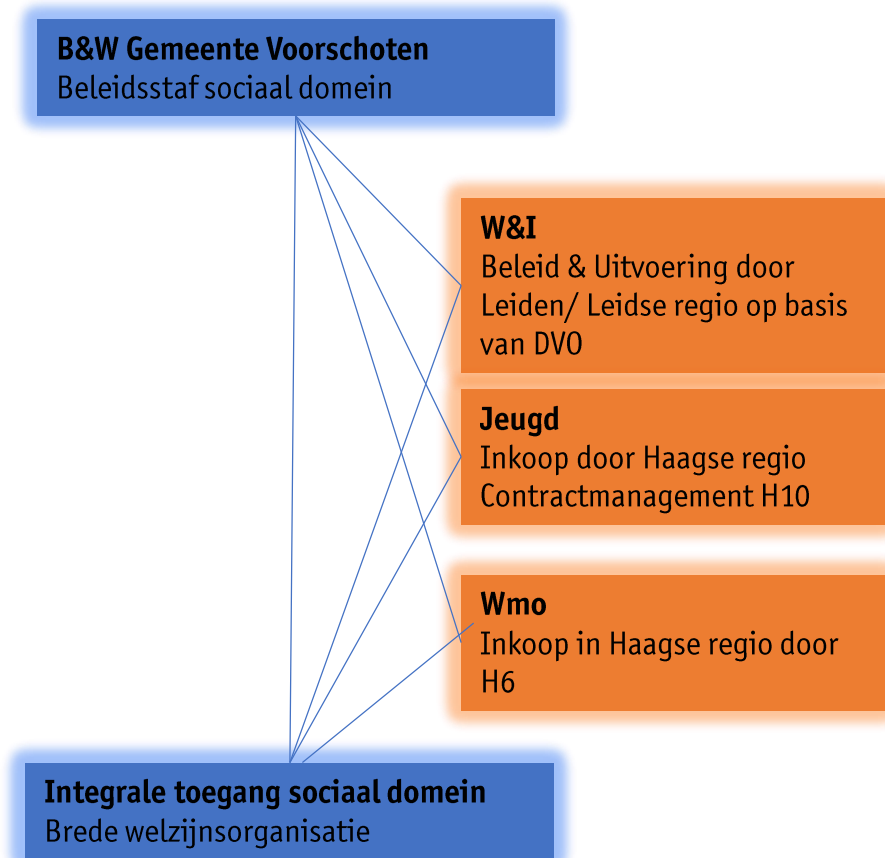 B&W Gemeente Voorschoten
Beleidsstaf sociaal domein
W&I
Beleid & Uitvoering door
Leiden/ Leidse regio op basis
van DVO
Jeugd
Inkoop door Haagse regio
Contractmanagement H10
Wmo
Inkoop in Haagse regio door
H6
Integrale toegang sociaal domein
Brede welzijnsorganisatie